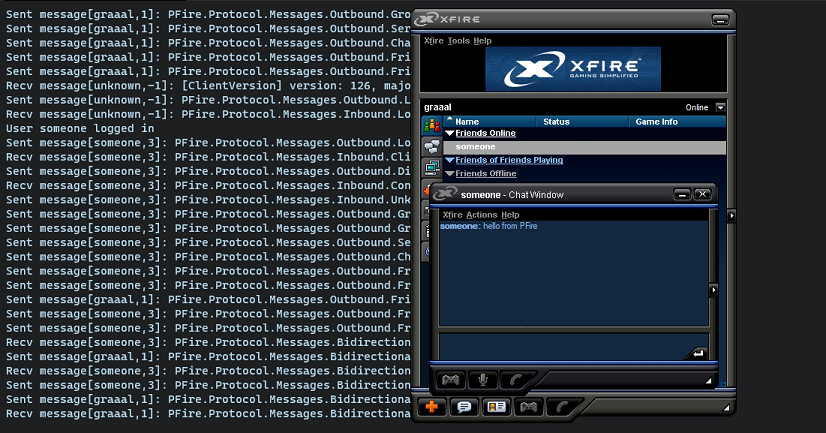 Sent message[graaal,1]: PFire.Protocol.Messages.Outbound.Gro
Sent message[graaal,1]: PFire.Protocol.Messages.Outbound.Ser
Sent message[graaal,1]: PFire.Protocol.Messages.Outbound.Cha
Sent message[graaal,1]: PFire.Protocol.Messages.Outbound.Fri
Sent message[graaal,1]: PFire.Protocol.Messages.Outbound.Fri
Recv message[unknown,-1]: [ClientVersion] version: 126, majo
Sent message[unknown,-1]: PFire.Protocol.Messages.Outbound.L
Recv message[unknown,-1]: PFire.Protocol.Messages.Inbound.Lo
User someone logged in
Sent message[someone,3]: PFire.Protocol.Messages.Outbound.Lo
Recv message[someone,3]: PFire.Protocol.Messages.Inbound.Cli
Sent message[someone,3]: PFire.Protocol.Messages.Outbound.Di
Recv message[someone,3]: PFire.Protocol.Messages.Inbound.Con
Recv message[someone,3]: PFire.Protocol.Messages.Inbound.Unk
Sent message[someone,3]: PFire.Protocol.Messages.Outbound.Gr
Sent message[someone,3]: PFire.Protocol.Messages.Outbound.Gr
Sent message[someone,3]: PFire.Protocol.Messages.Outbound.Se
Sent message[someone,3]: PFire.Protocol.Messages.Outbound.Ch
Sent message[someone,3]: PFire.Protocol.Messages.Outbound.Fr
Sent message[someone,3]: PFire.Protocol.Messages.Outbound.Fr
Sent message[graaal,1]: PFire.Protocol.Messages.Outbound.Fri
Sent message[someone,3]: PFire.Protocol.Messages.Outbound.Fr
Sent message[someone,3]: PFire.Protocol.Messages.Outbound.Fr
Recv message[someone,3]: PFire.Protocol.Messages.Bidirection
Sent message[graaal,1]: PFire.Protocol.Messages.Bidirectiona
Recv message[someone,3]: PFire.Protocol.Messages.Bidirection
Sent message[someone,3]: PFire.Protocol.Messages.Bidirection
Sent message[graaal,1]: PFire.Protocol.Messages.Bidirectiona
Recv message[graaal,1]: PFire.Protocol.Messages.Bidirectiona
XFIRE
Xfire Tools Help
XFIRE
GAMING SIMPLIFIED
graaal Online
Name Status Game Info
Friends Online
someone
Friends of Friends Playing
Friends Offline
someone - Chat Window
Xfire Actions Help
someone: hello from PFire